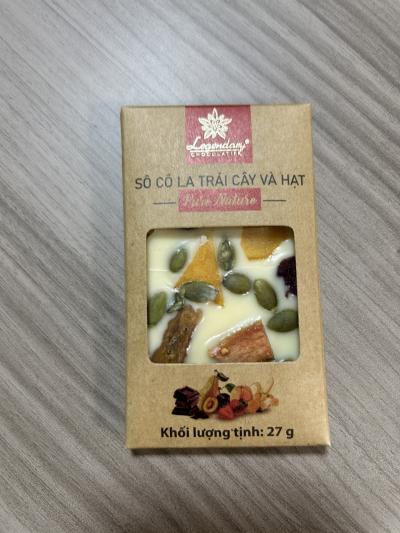 Legendary®
CHOCOLATIER
SÔ CÔ LA TRÁI CÂY VÀ HẠT
Pure Nature
Khối lượng tịnh: 27 g